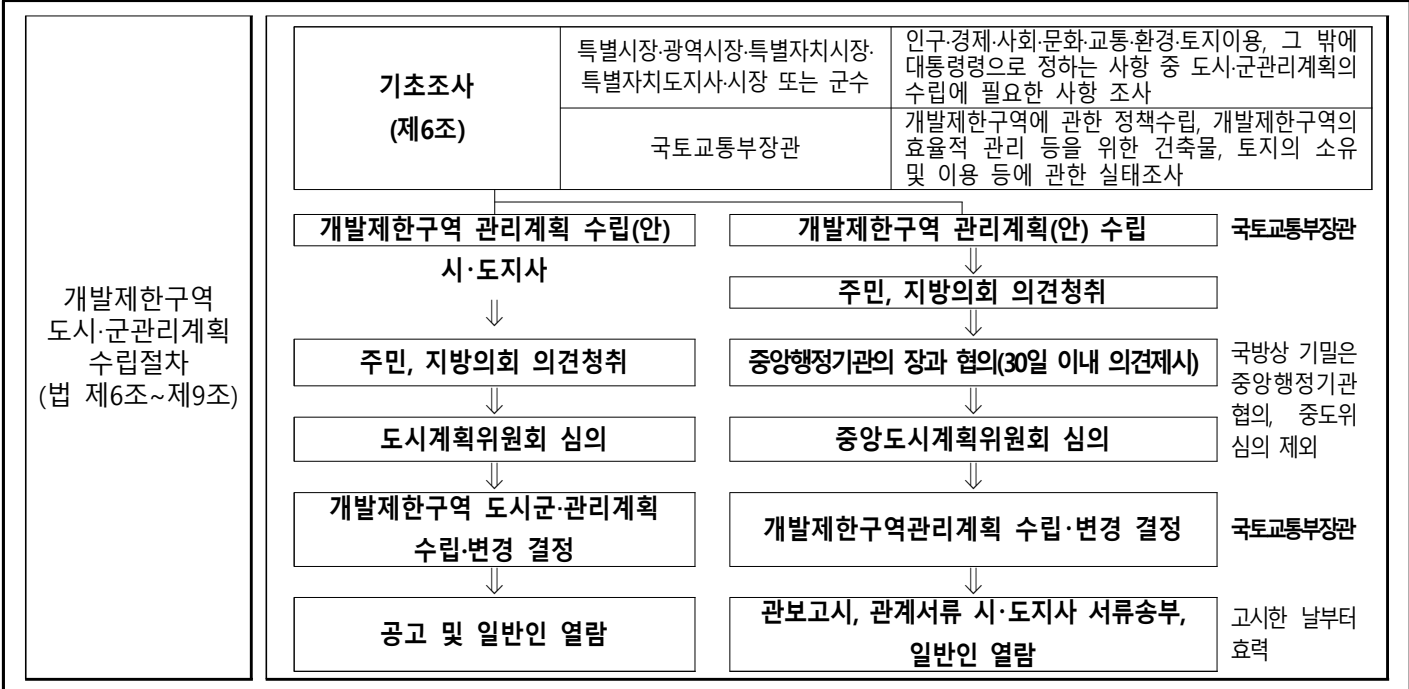 개발제한구역
도시·군관리계획
수립절차
(법 제6조~제9조)
기초조사
(제6조)
특별시장·광역시장·특별자치시장·
특별자치도지사·시장 또는 군수
인구·경제·사회·문화·교통·환경·토지이용, 그 밖에
대통령령으로 정하는 사항 중 도시·군관리계획의
수립에 필요한 사항 조사
국토교통부장관
개발제한구역에 관한 정책수립, 개발제한구역의
효율적 관리 등을 위한 건축물, 토지의 소유
및 이용 등에 관한 실태조사
개발제한구역 관리계획 수립(안)
시·도지사
⇓
주민, 지방의회 의견청취
⇓
도시계획위원회 심의
⇓
개발제한구역 도시군·관리계획
수립·변경 결정
⇓
공고 및 일반인 열람
개발제한구역 관리계획(안) 수립
국토교통부장관
⇓
주민, 지방의회 의견청취
⇓
중앙행정기관의 장과 협의(30일 이내 의견제시)
국방상 기밀은
중앙행정기관
협의, 중도위
심의 제외
⇓
중앙도시계획위원회 심의
⇓
개발제한구역관리계획 수립·변경 결정
국토교통부장관
⇓
관보고시, 관계서류 시·도지사 서류송부,
일반인 열람
고시한 날부터
효력